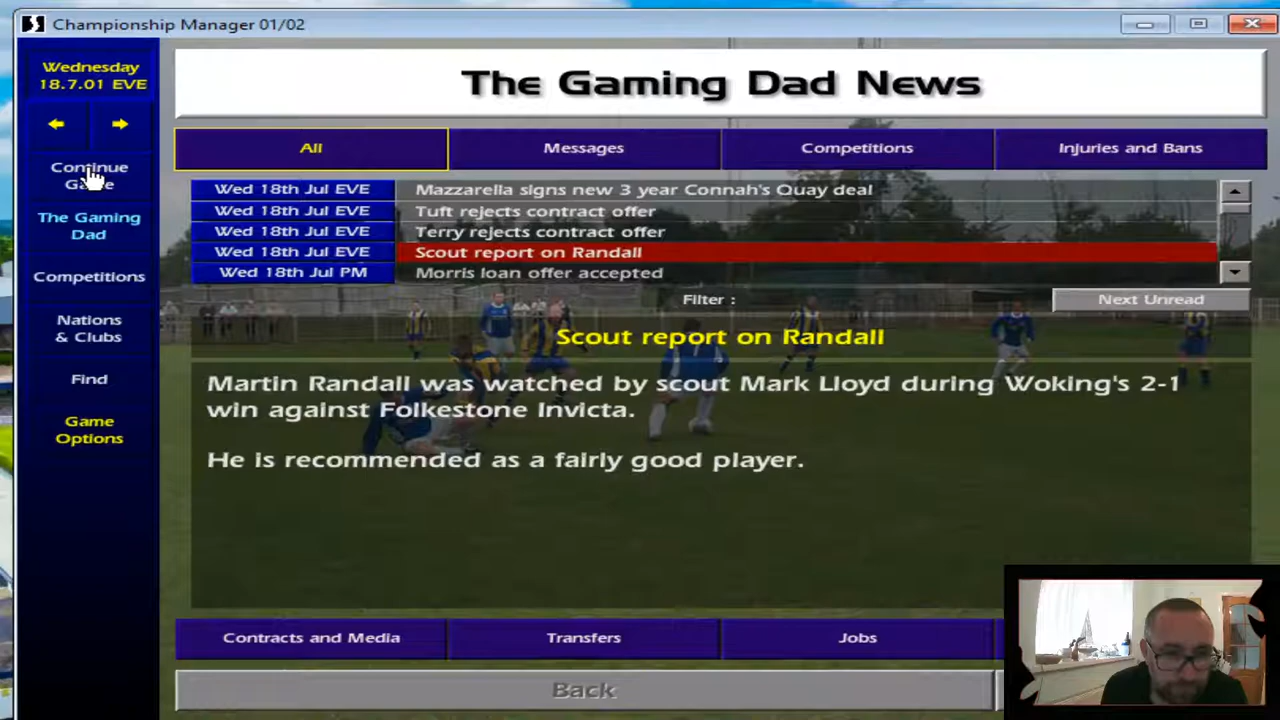 Championship Manager 01/02
Wednesday
18.7.01 EVE
Continue
Game
The Gaming
Dad
Competitions
Nations
& Clubs
Find
Game
Options
The Gaming Dad News
All
Messages
Competitions
Injuries and Bans
Wed 18th Jul EVE Mazzarella signs new 3 year Connah's Quay deal
Wed 18th Jul EVE Tuft rejects contract offer
Wed 18th Jul EVE Terry rejects contract offer
Wed 18th Jul EVE Scout report on Randall
Wed 18th Jul PM Morris loan offer accepted
Filter :
Next Unread
Scout report on Randall
Martin Randall was watched by scout Mark Lloyd during Woking's 2-1
win against Folkestone Invicta.
He is recommended as a fairly good player.
Contracts and Media
Transfers
Jobs
Back